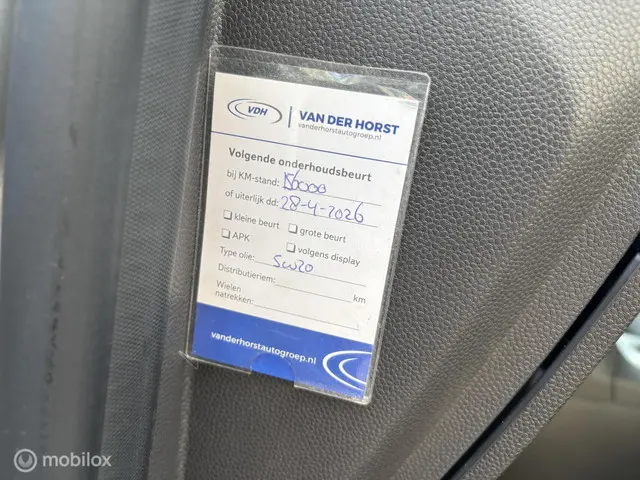 VDH
VAN DER HORST
vanderhorstautogroep.nl
Volgende onderhoudsbeurt
bij KM-stand:
of uiterlijk dd: 28-4-2026
kleine beurt grote beurt
APK volgens display
Type olie: 5W20
Distributieriem: km
Wielen
natrekken:
vanderhorstautogroep.nl
mobilox